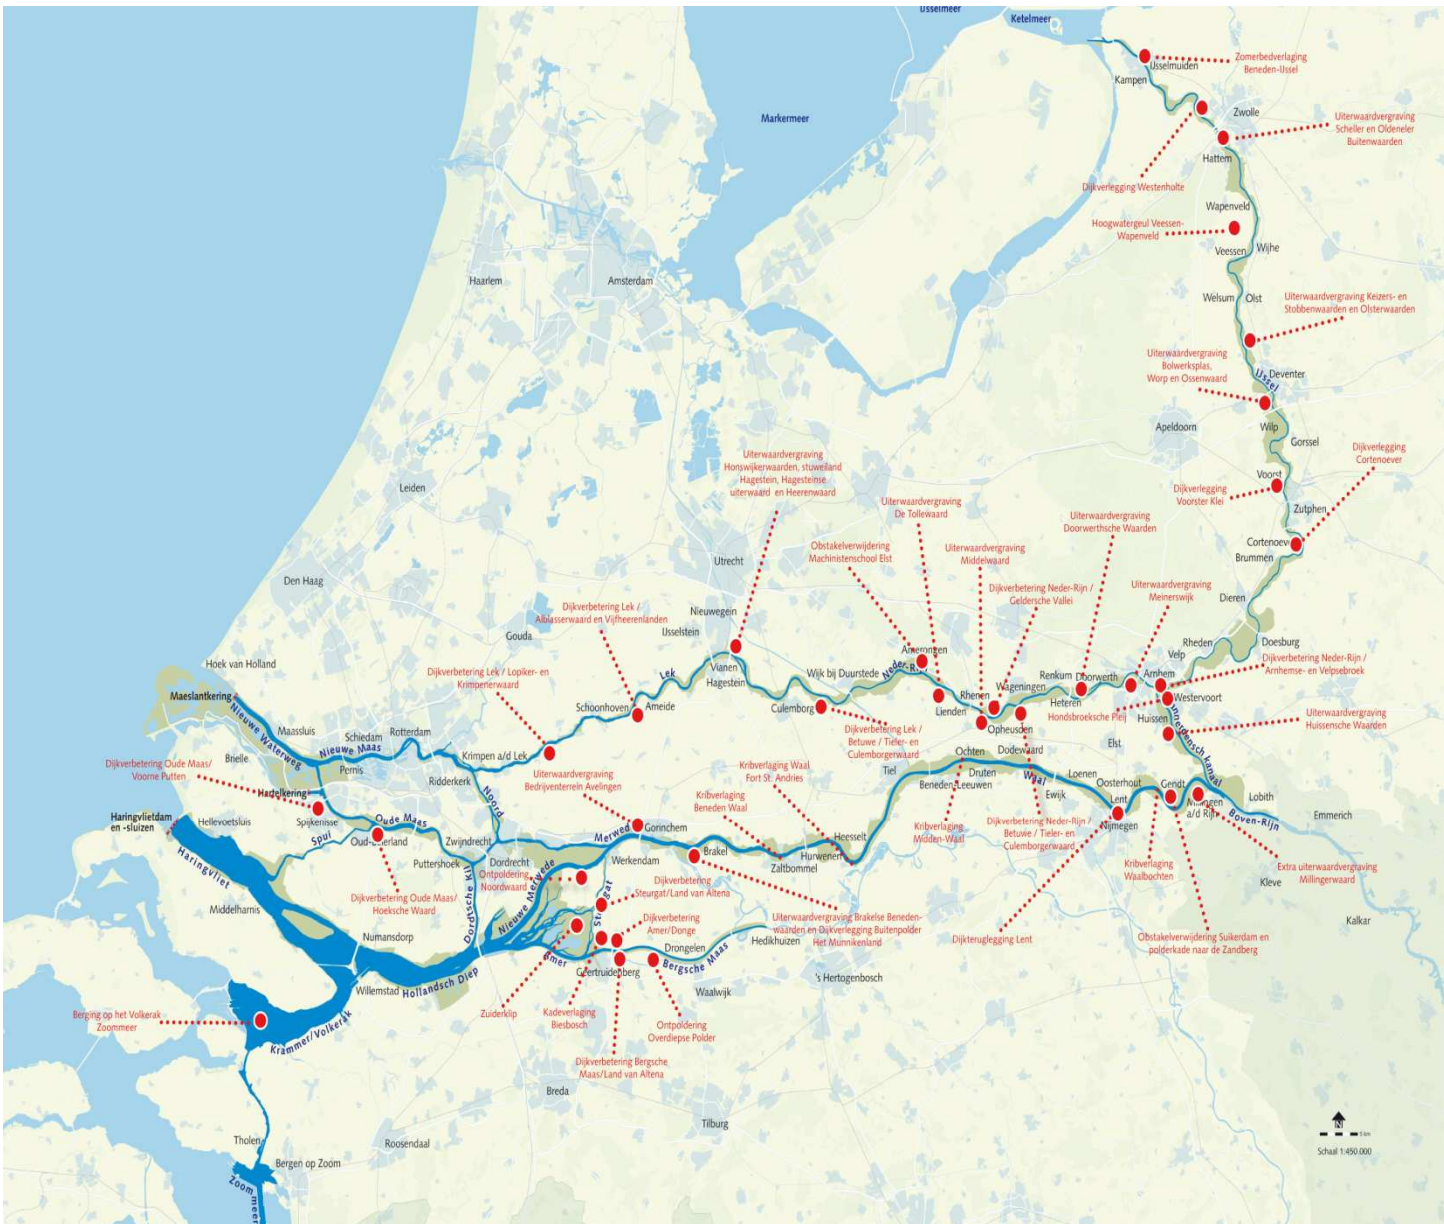 IJsselmeer
Ketelmeer
Zomerbedverlaging
Beneden-IJssel
IJsselmuiden
Kampen
Zwolle
Markermeer
Uiterwaardvergraving
Scheller en Oldeneler
Buitenwaarden
Hattem
Dijkverlegging Westenholte
Wapenveld
Hoogwatergeul Veessen-
Wapenveld
Veessen
Wijhe
Haarlem
Amsterdam
Welsum
Olst
Uiterwaardvergraving Keizers- en
Stobbenwaarden en Olsterwaarden
Uiterwaardvergraving
Bolwerksplas,
Worp en Ossenwaard
IJssel
Deventer
Apeldoorn
Wilp
Gorssel
Dijkverlegging
Cortenoever
Uiterwaardvergraving
Honswijkerwaarden, stuweiland
Hagestein, Hagesteinse
uiterwaard en Heerenwaard
Leiden
Voorst
Dijkverlegging
Voorster Klei
Zutphen
Uiterwaardvergraving
De Tollewaard
Uiterwaardvergraving
Doorwerthsche Waarden
Obstakelverwijdering
Machinistenschool Elst
Uiterwaardvergraving
Middelwaard
Cortenoever
Brummen
Utrecht
Den Haag
Dijkverbetering Neder-Rijn /
Geldersche Vallei
Uiterwaardvergraving
Meinerswijk
Dieren
Dijkverbetering Lek /
Alblasserwaard en Vijfheerenlanden
Nieuwegein
IJsselstein
Gouda
Doesburg
Rheden
Velp
Hoek van Holland
Dijkverbetering Lek / Lopiker- en
Krimpenerwaard
Lek
Vianen
Hagestein
Wijk bij Duurstede
Amerongen
Neder-Rijn
Dijkverbetering Neder-Rijn /
Arnhemse- en Velpsebroek
Renkum
Doorwerth
Arnhem
Maeslantkering
Wageningen
Rhenen
Heteren
Westervoort
Schoonhoven
Ameide
Culemborg
Lienden
Hondsbroeksche Pleij
Nieuwe Waterweg
Maassluis
Opheusden
Huissen
Uiterwaardvergraving
Huissensche Waarden
Pannerdensch kanaal
Schiedam
Rotterdam
Nieuwe Maas
Dijkverbetering Lek /
Betuwe / Tieler- en
Culemborgerwaard
Elst
Brielle
Krimpen a/d Lek
Ochten
Dodewaard
Dijkverbetering Oude Maas/
Voorne Putten
Pernis
Ridderkerk
Uiterwaardvergraving
Bedrijventerrein Avelingen
Kribverlaging Waal
Fort St. Andries
Tiel
Druten
Waal
Loenen
Beneden-Leeuwen
Oosterhout
Gendt
Hartelkering
Noord
Kribverlaging
Beneden Waal
Ewijk
Lent
Millingen
a/d Rijn
Lobith
Haringvlietdam
en -sluizen
Hellevoetsluis
Spijkenisse
Oude Maas
Boven-Rijn
Emmerich
Nijmegen
Spui
Oud-Beijerland
Zwijndrecht
Merwede
Gorinchem
Heesselt
Kribverlaging
Midden-Waal
Dijkverbetering Neder-Rijn /
Betuwe / Tieler- en
Culemborgerwaard
Puttershoek
Dordrecht
Werkendam
Brakel
Hurwenen
Zaltbommel
Kribverlaging
Waalbochten
Extra uiterwaardvergraving
Millingerwaard
Haringvliet
Ontpoldering
Noordwaard
Dordtsche Kil
Nieuwe Merwede
Steurgat
Dijkverbetering
Steurgat/Land van Altena
Kleve
Dijkverbetering Oude Maas/
Hoeksche Waard
Middelharnis
Dijkverbetering
Amer/Donge
Uiterwaardvergraving Brakelse Beneden-
waarden en Dijkverlegging Buitenpolder
Het Munnikenland
Kalkar
Numansdorp
Drongelen
Hedikhuizen
Dijkteruglegging Lent
Obstakelverwijdering Suikerdam en
polderkade naar de Zandberg
Amer
Geertruidenberg
Bergsche Maas
's Hertogenbosch
Willemstad
Hollandsch Diep
Waalwijk
Berging op het Volkerak
Zoommeer
Zuiderklip
Kadeverlaging
Biesbosch
Ontpoldering
Overdiepse Polder
Krammer/Volkerak
Dijkverbetering Bergsche
Maas/Land van Altena
Breda
Tilburg
N
5 km
Schaal 1:450.000
Tholen
Roosendaal
Bergen op Zoom
Zoommeer